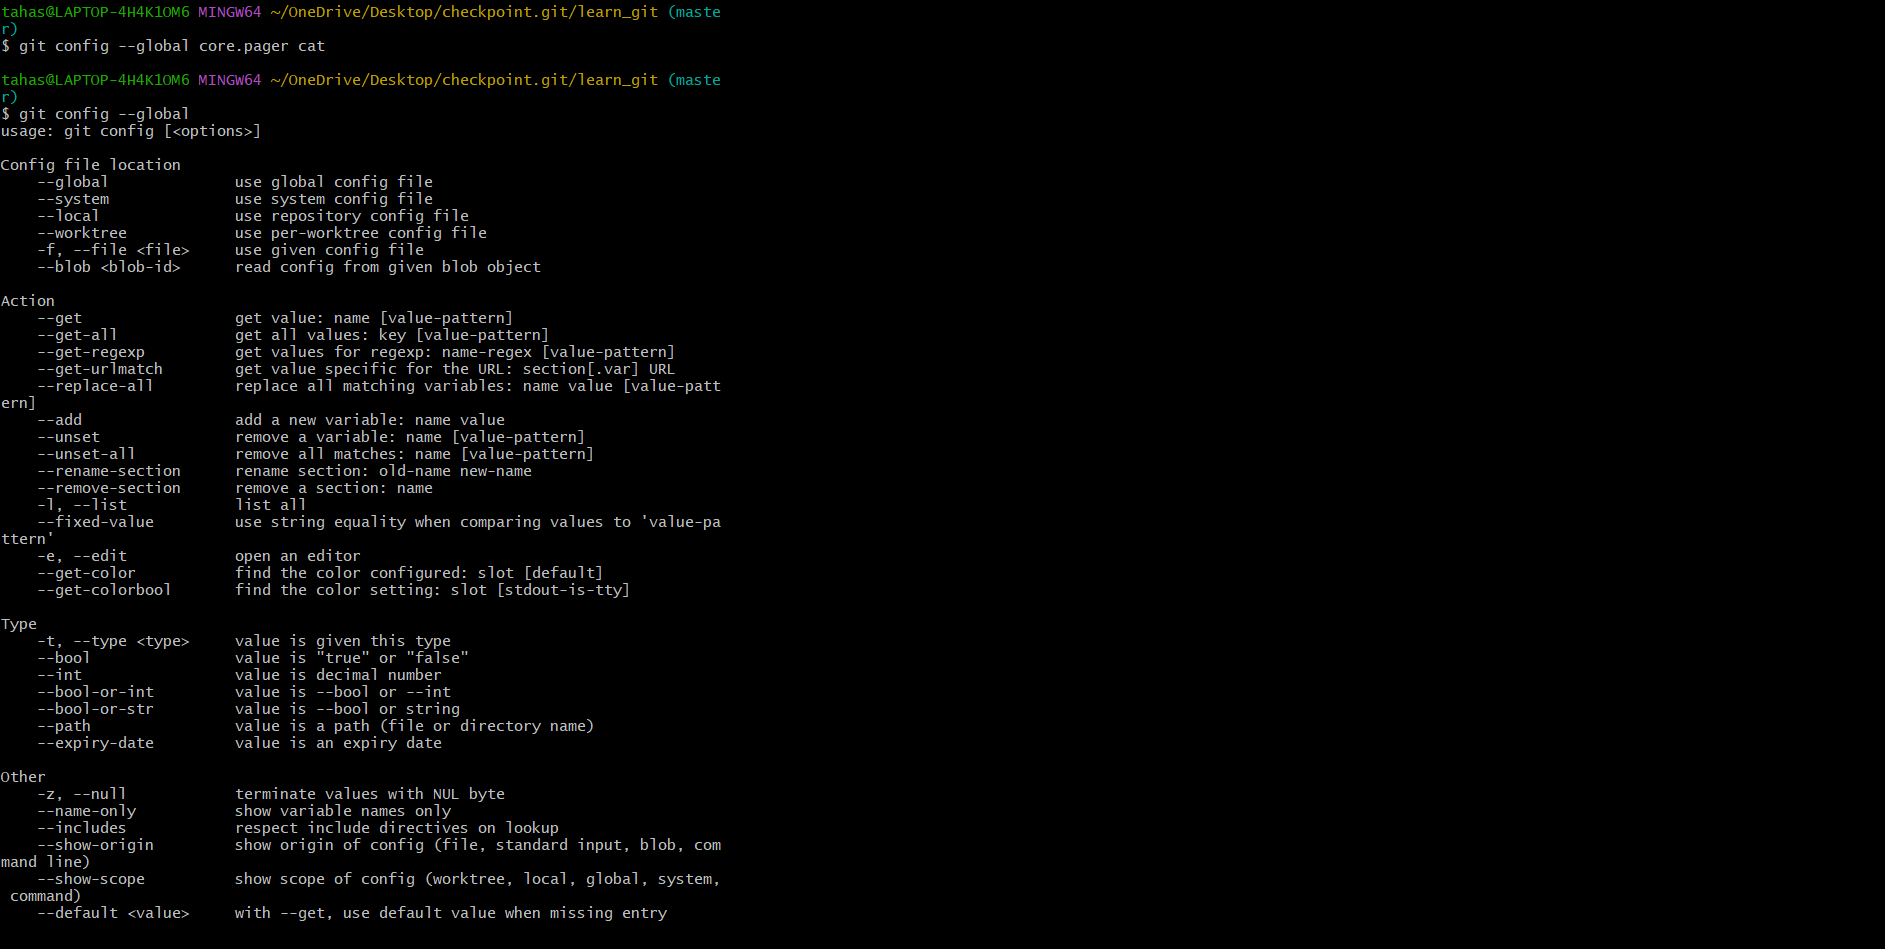 tahas@LAPTOP-4H4K1OM6 MINGW64 ~/OneDrive/Desktop/checkpoint.git/learn_git (maste
r)
$ git config --global core.pager cat

tahas@LAPTOP-4H4K1OM6 MINGW64 ~/OneDrive/Desktop/checkpoint.git/learn_git (maste
r)
$ git config --global
usage: git config [<options>]

Config file location
    --global              use global config file
    --system              use system config file
    --local               use repository config file
    --worktree            use per-worktree config file
    -f, --file <file>     use given config file
    --blob <blob-id>      read config from given blob object

Action
    --get                 get value: name [value-pattern]
    --get-all             get all values: key [value-pattern]
    --get-regexp          get values for regexp: name-regex [value-pattern]
    --get-urlmatch        get value specific for the URL: section[.var] URL
    --replace-all         replace all matching variables: name value [value-patt
ern]
    --add                 add a new variable: name value
    --unset               remove a variable: name [value-pattern]
    --unset-all           remove all matches: name [value-pattern]
    --rename-section      rename section: old-name new-name
    --remove-section      remove a section: name
    -l, --list            list all
    --fixed-value         use string equality when comparing values to 'value-pa
ttern'
    -e, --edit            open an editor
    --get-color           find the color configured: slot [default]
    --get-colorbool       find the color setting: slot [stdout-is-tty]

Type
    -t, --type <type>     value is given this type
    --bool                value is "true" or "false"
    --int                 value is decimal number
    --bool-or-int         value is --bool or --int
    --bool-or-str         value is --bool or string
    --path                value is a path (file or directory name)
    --expiry-date         value is an expiry date

Other
    -z, --null            terminate values with NUL byte
    --name-only           show variable names only
    --includes            respect include directives on lookup
    --show-origin         show origin of config (file, standard input, blob, com
mand line)
    --show-scope          show scope of config (worktree, local, global, system,
 command)
    --default <value>     with --get, use default value when missing entry